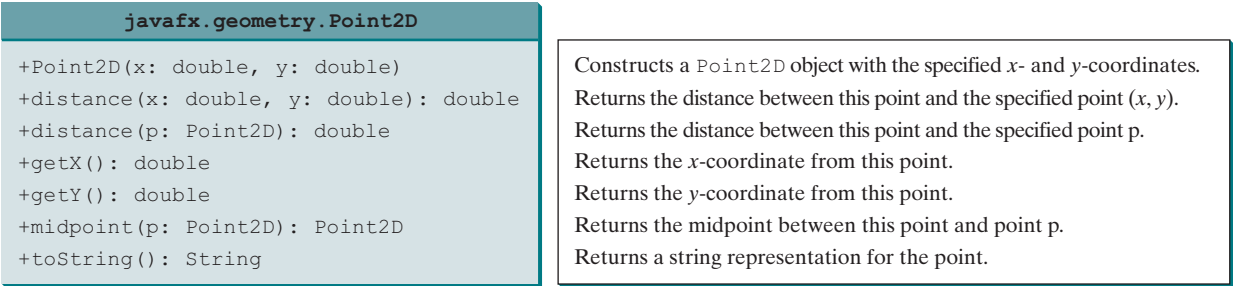 javafx.geometry.Point2D
+Point2D(x: double, y: double)
+distance(x: double, y: double): double
+distance(p: Point2D): double
+getX(): double
+getY(): double
+midpoint(p: Point2D): Point2D
+toString(): String
Constructs a Point2D object with the specified x- and y-coordinates.
Returns the distance between this point and the specified point (x, y).
Returns the distance between this point and the specified point p.
Returns the x-coordinate from this point.
Returns the y-coordinate from this point.
Returns the midpoint between this point and point p.
Returns a string representation for the point.